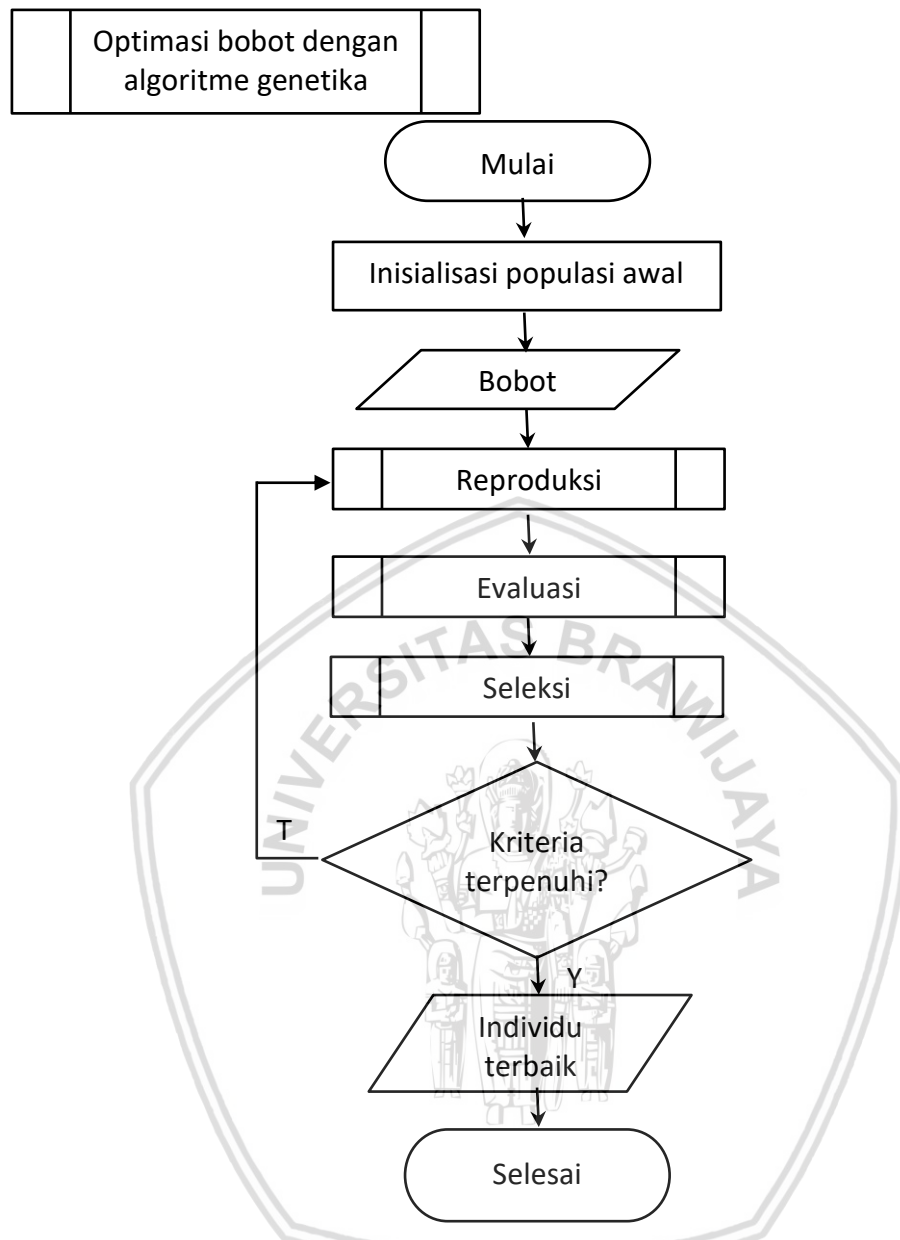 Optimasi bobot dengan
algoritme genetika
Mulai
Inisialisasi populasi awal
Bobot
Reproduksi
Evaluasi
UNIVERSITAS BRAWIJAYA
Seleksi
T
Kriteria
terpenuhi?
Y
Individu
terbaik
Selesai